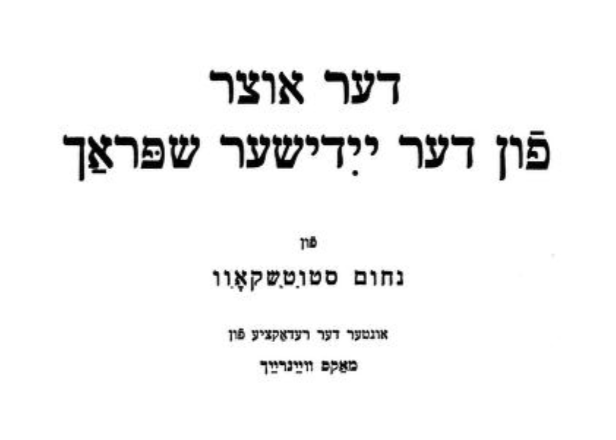 דער אוצר
פֿון דער ייִדישער שפּראַך
פֿון
נחום סטוטשקאָוו
אונטער דער רעדאַקציע פֿון
מאַקס ווײַנרײַך